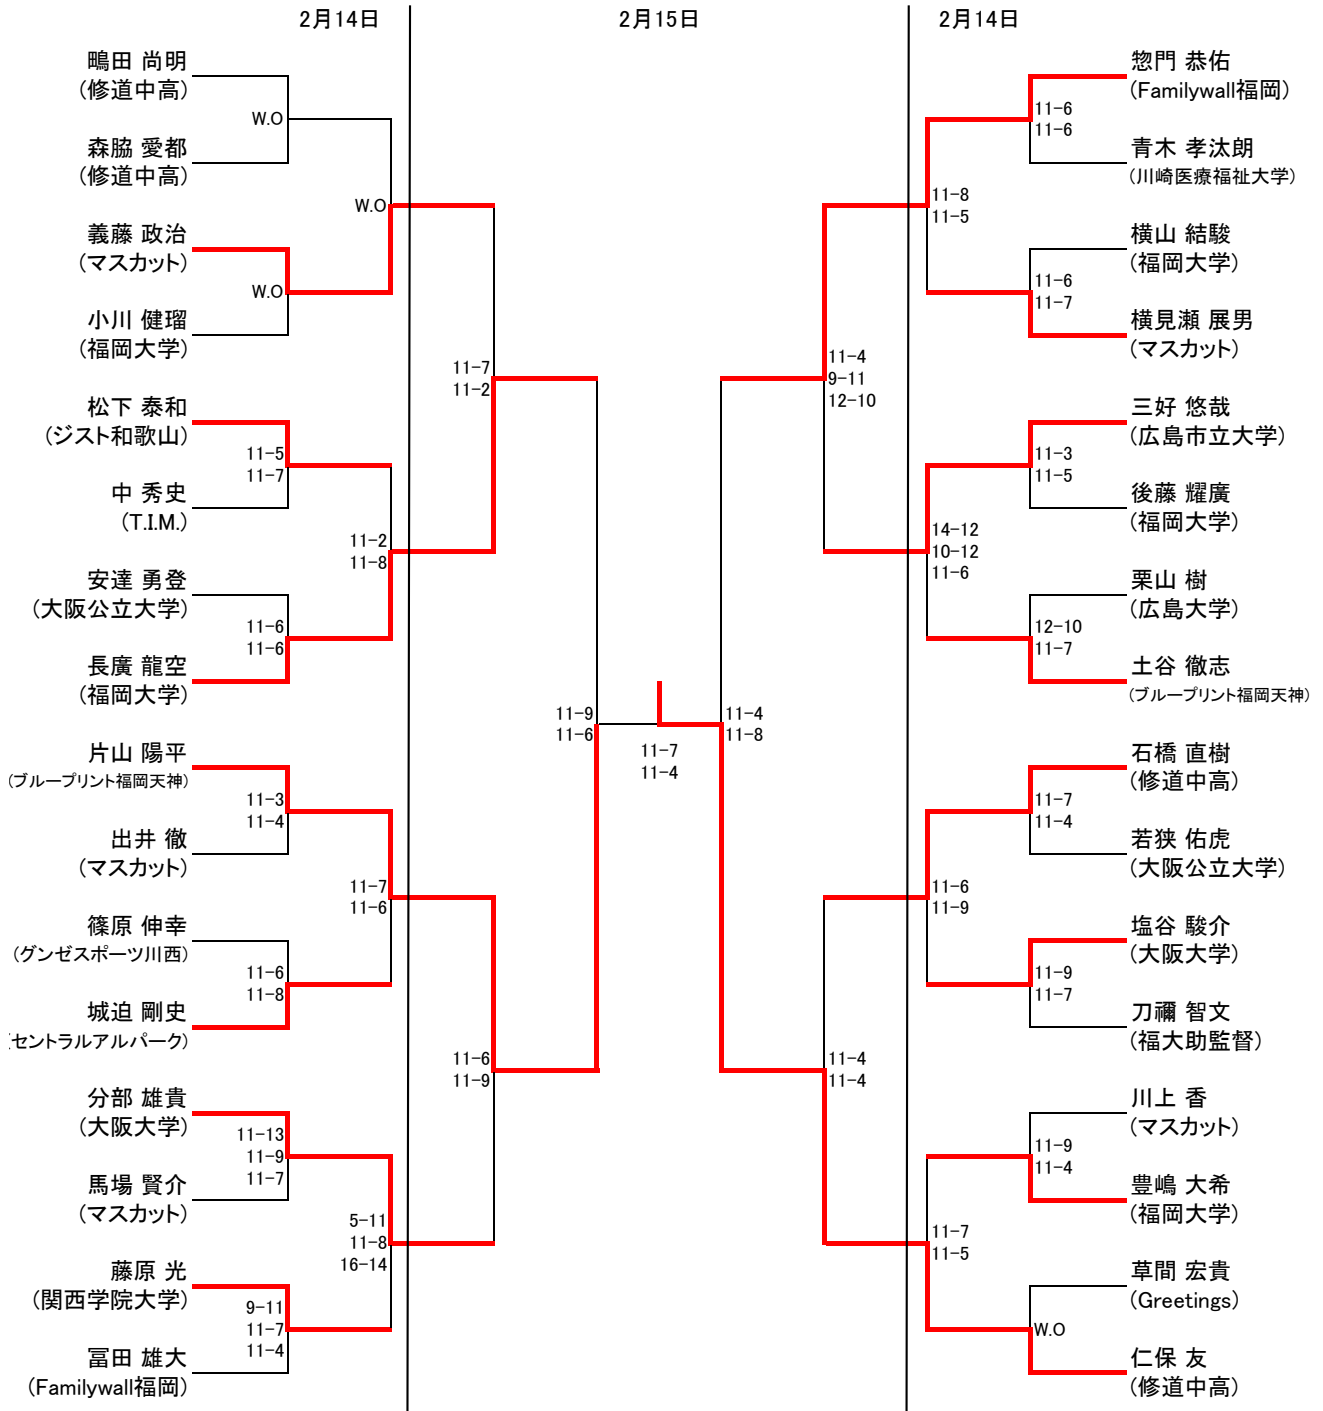 2月14日
2月15日
2月14日
鴫田 尚明
(修道中高)
W.O
森脇 愛都
(修道中高)
W.O
義藤 政治
(マスカット)
W.O
小川 健瑠
(福岡大学)
11-7
11-2
松下 泰和
(ジスト和歌山)
11-5
11-7
中 秀史
(T.I.M.)
11-2
11-8
安達 勇登
(大阪公立大学)
11-6
11-6
長廣 龍空
(福岡大学)
11-9
11-6
片山 陽平
(ブループリント福岡天神)
11-3
11-4
出井 徹
(マスカット)
11-7
11-6
篠原 伸幸
(グンゼスポーツ川西)
11-6
11-8
城迫 剛史
(セントラルアルパーク)
11-6
11-9
分部 雄貴
(大阪大学)
11-13
11-9
11-7
馬場 賢介
(マスカット)
5-11
11-8
16-14
藤原 光
(関西学院大学)
9-11
11-7
11-4
冨田 雄大
(Familywall福岡)
11-7
11-4
惣門 恭佑
(Familywall福岡)
11-6
11-6
青木 孝汰朗
(川崎医療福祉大学)
11-8
11-5
横山 結駿
(福岡大学)
11-6
11-7
横見瀬 展男
(マスカット)
11-4
9-11
12-10
三好 悠哉
(広島市立大学)
11-3
11-5
後藤 耀廣
(福岡大学)
14-12
10-12
11-6
栗山 樹
(広島大学)
12-10
11-7
土谷 徹志
(ブループリント福岡天神)
11-4
11-8
石橋 直樹
(修道中高)
11-7
11-4
若狭 佑虎
(大阪公立大学)
11-6
11-9
塩谷 駿介
(大阪大学)
11-9
11-7
刀禰 智文
(福大助監督)
11-4
11-4
川上 香
(マスカット)
11-9
11-4
豊嶋 大希
(福岡大学)
11-7
11-5
草間 宏貴
(Greetings)
W.O
仁保 友
(修道中高)